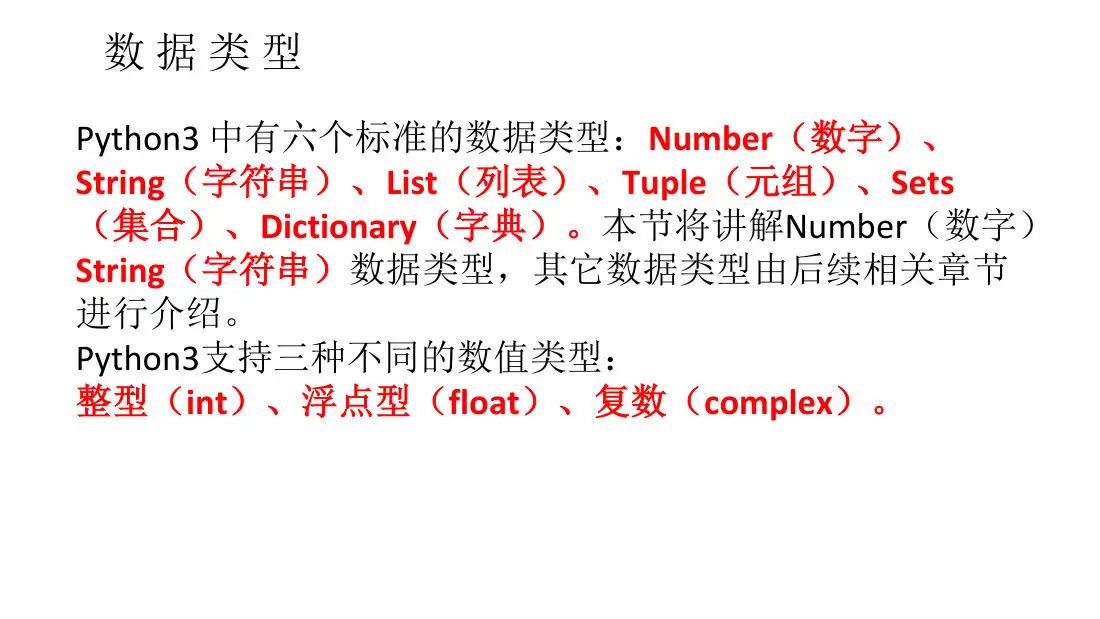 数 据 类 型
Python3 中有六个标准的数据类型：Number（数字）、
String（字符串）、List（列表）、Tuple（元组）、Sets
（集合）、Dictionary（字典）。本节将讲解Number（数字）
String（字符串）数据类型，其它数据类型由后续相关章节
进行介绍。
Python3支持三种不同的数值类型：
整型（int）、浮点型（float）、复数（complex）。